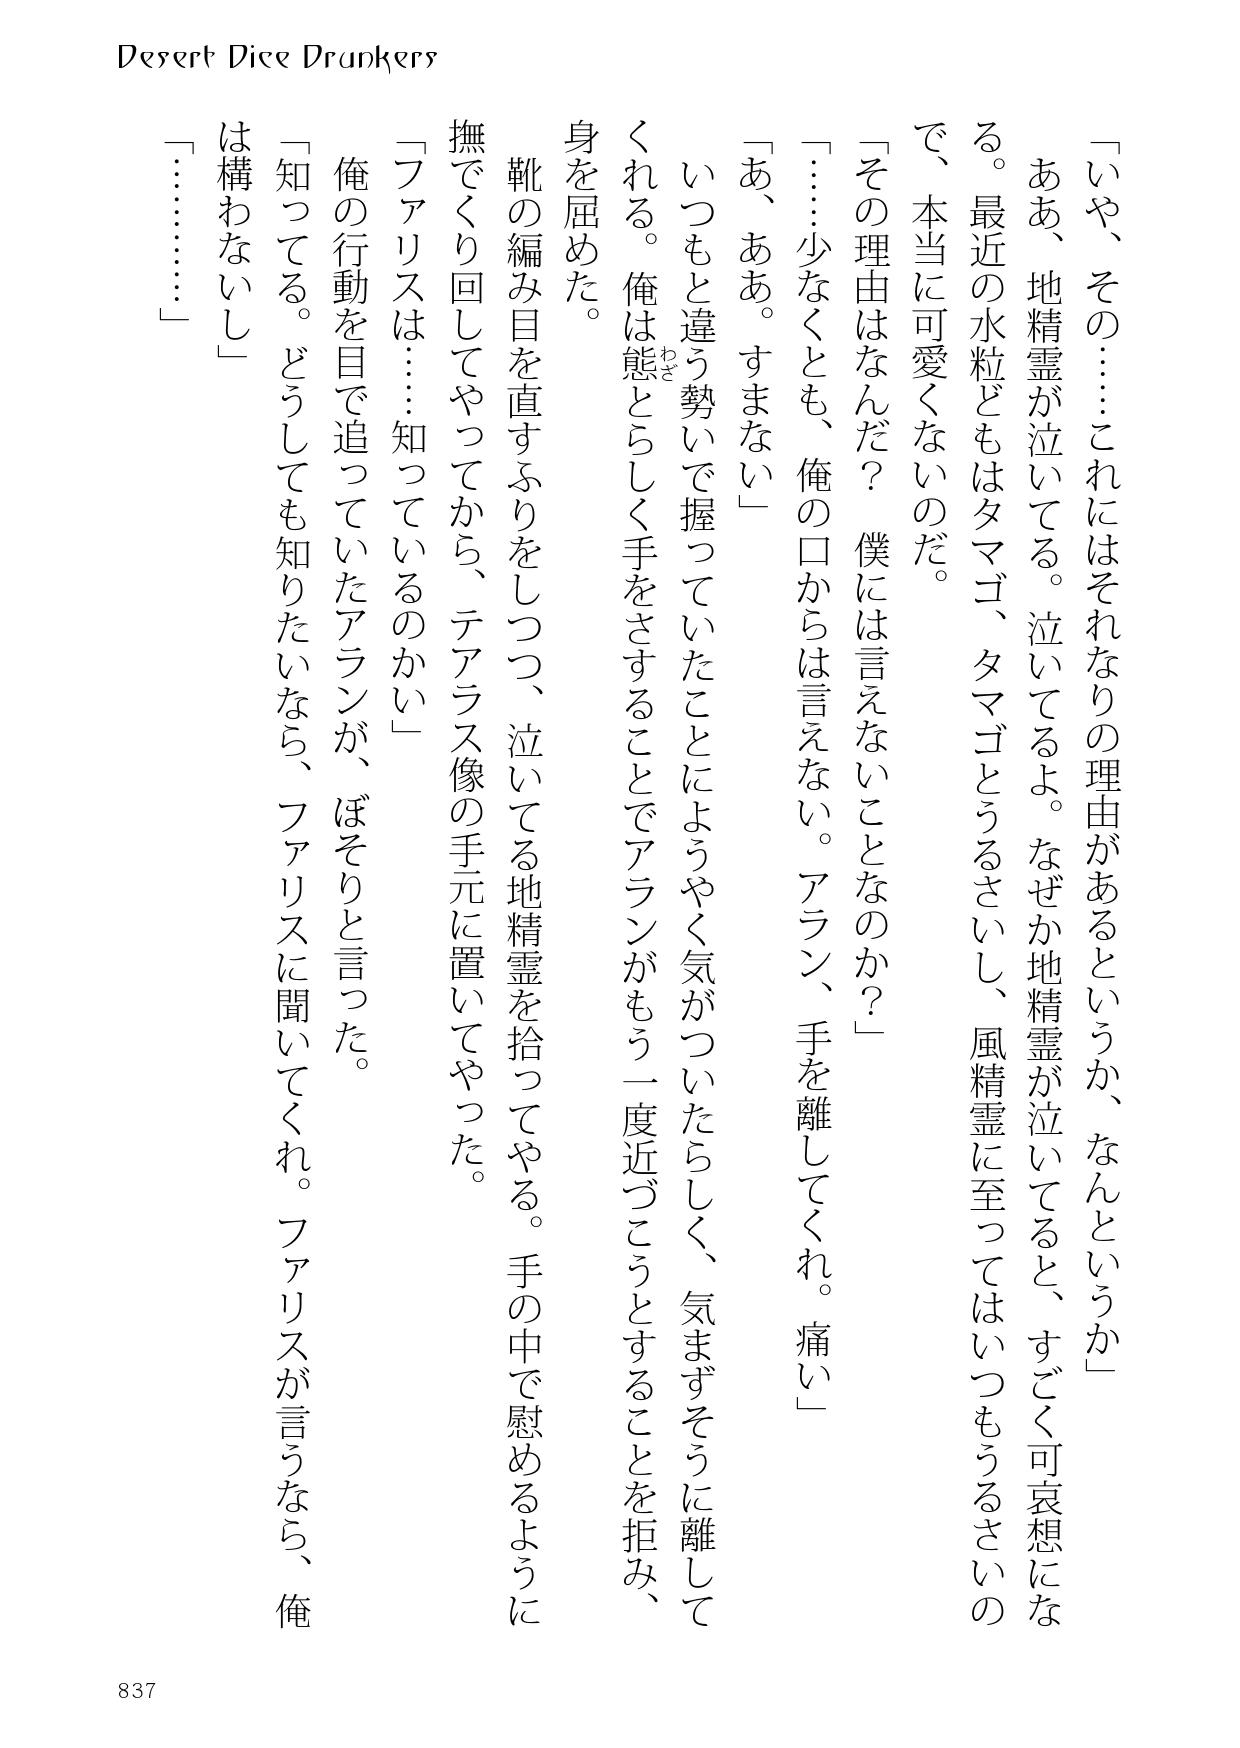 Desert Dice Drunkers
「いや、その……これにはそれなりの理由があるというか、なんというか」
　ああ、地精霊が泣いてる。泣いてるよ。なぜか地精霊が泣いてると、すごく可哀想にな
る。最近の水粒どもはタマゴ、タマゴとうるさいし、風精霊に至ってはいつもうるさいの
で、本当に可愛くないのだ。
「その理由はなんだ？　僕には言えないことなのか？」
「……少なくとも、俺の口からは言えない。アラン、手を離してくれ。痛い」
「あ、ああ。すまない」
　いつもと違う勢いで握っていたことにようやく気がついたらしく、気まずそうに離して
くれる。俺は態とらしく手をさすることでアランがもう一度近づこうとすることを拒み、
わざ
身を屈めた。
　靴の編み目を直すふりをしつつ、泣いてる地精霊を拾ってやる。手の中で慰めるように
撫でくり回してやってから、テアラス像の手元に置いてやった。
「ファリスは……知っているのかい」
　俺の行動を目で追っていたアランが、ぼそりと言った。
「知ってる。どうしても知りたいなら、ファリスに聞いてくれ。ファリスが言うなら、俺
は構わないし」
「…………」
837